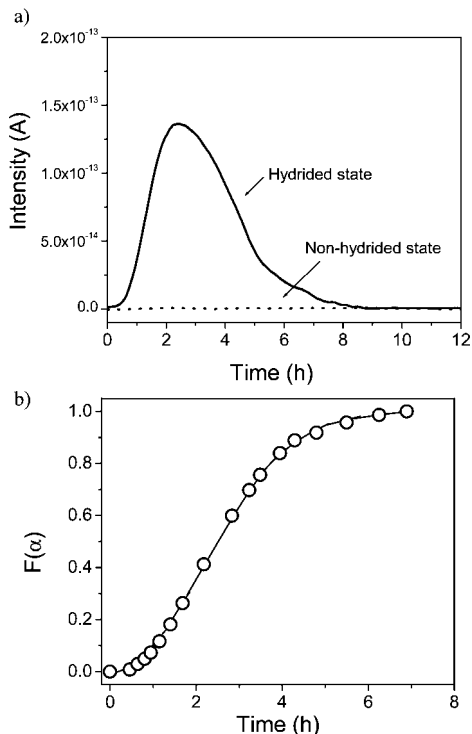 a)
2.0x10⁻¹³
1.5x10⁻¹³
1.0x10⁻¹³
5.0x10⁻¹⁴
0.0
Intensity (A)
Hydrided state
Non-hydrided state
0 2 4 6 8 10 12
Time (h)
b)
1.0
0.8
0.6
0.4
0.2
0.0
F(α)
0 2 4 6 8
Time (h)